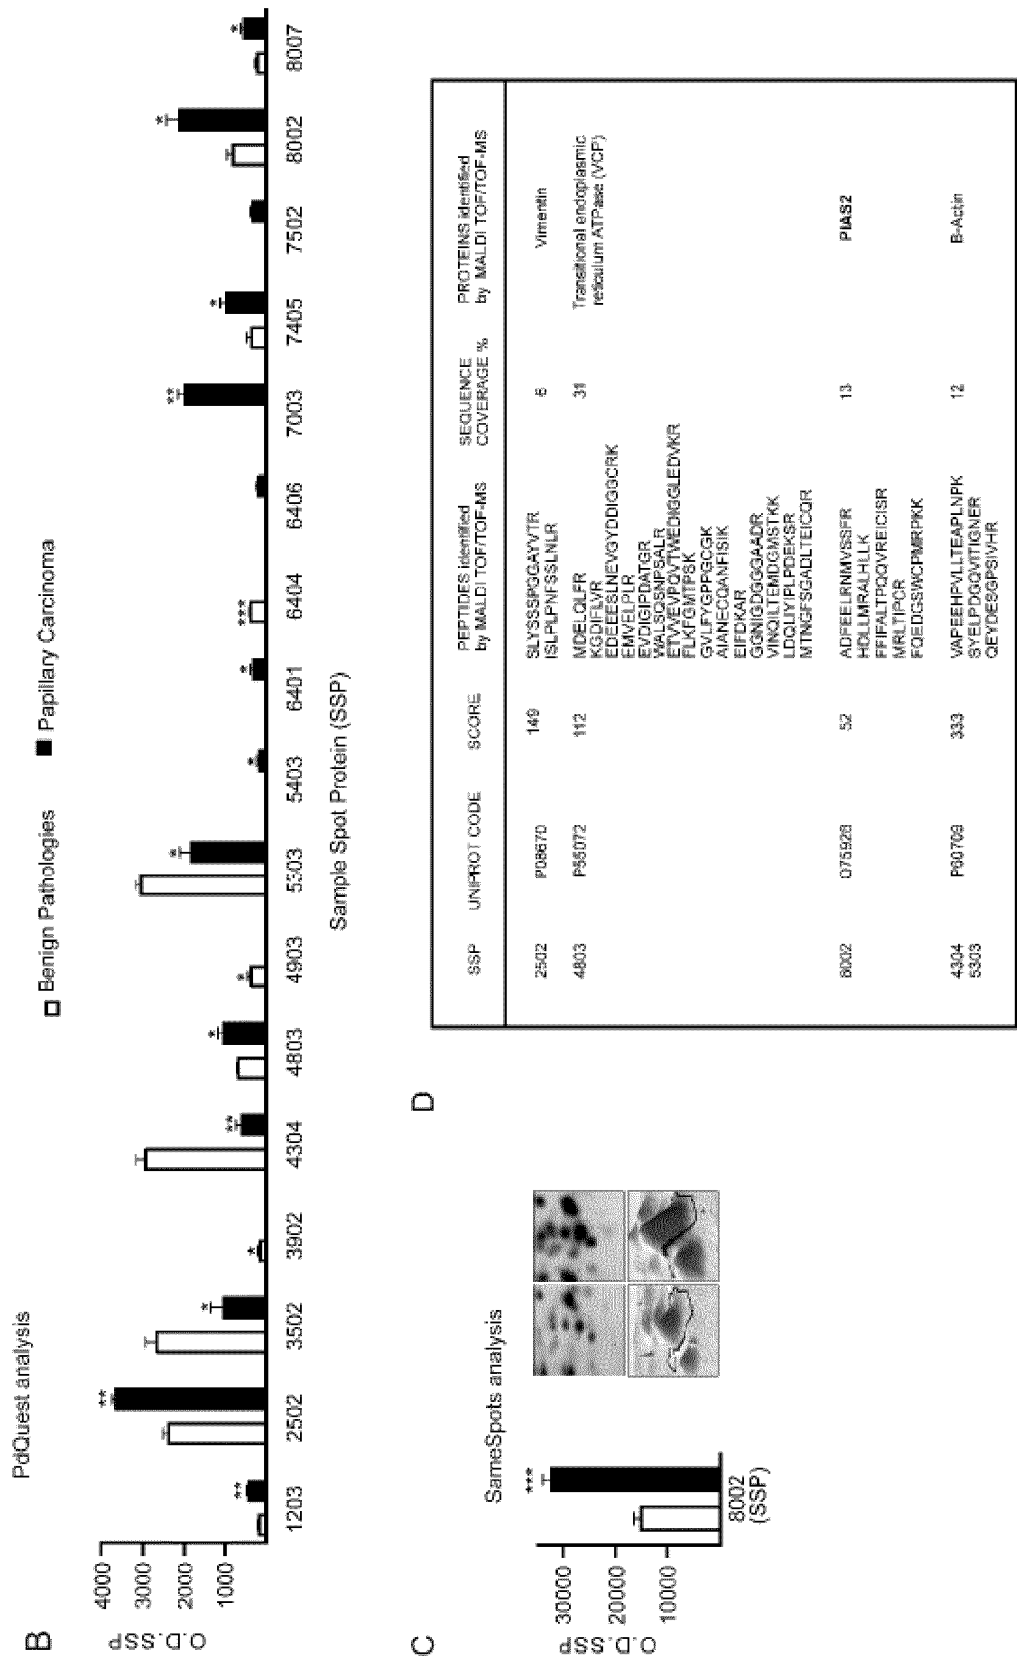 B
PdQuest analysis
Benign Pathologies
Papillary Carcinoma
O.D.SSP
4000
3000
2000
1000
**
**
*
*
**
*
*
*
*
*
***
**
*
*
*
1203
2502
3502
3902
4304
4803
4903
5303
5403
6401
6404
6406
7003
7405
7502
8002
8007
Sample Spot Protein (SSP)
C
SameSpots analysis
O.D.SSP
30000
20000
10000
***
8002
(SSP)
D
SSP UNIPROT CODE SCORE PEPTIDES identified by MALDI TOF/TOF-MS SEQUENCE COVERAGE % PROTEINS identified by MALDI TOF/TOF-MS
2502 P08670 149 SLYSSSPGGAYVTR 6 Vimentin
ISLPLPNFSSLNLR
4803 P55072 112 MDELQLFR 31 Transitional endoplasmic
KGDIFLVR reticulum ATPase (VCP)
EDEEESLNEVGYDDIGGCRK
EMVELPLR
EVDIGIPDATGR
WALSQSNPSALR
ETVVEVPQVTWEDIGGLEDVKR
FLKFGMTPSK
GVLFYGPPGCGK
AIANECQANFISIK
EIFDKAR
GGNIGDGGGAADR
VINQILTEMDGMSTKK
LDQLIYIPLPDEKSR
MTNGFSGADLTEICQR
8002 O75928 52 ADFEELRNMVSSFR 13 PIAS2
HDLLMRALHLLK
FFIFALTPQQVREICISR
MRLTIPCR
FQEDGSWCPMRPKK
4304 P60709 333 VAPEEHPVLLTEAPLNPK 12 B-Actin
5303 SYELPDGQVITIGNER
QEYDESGPSIVHR